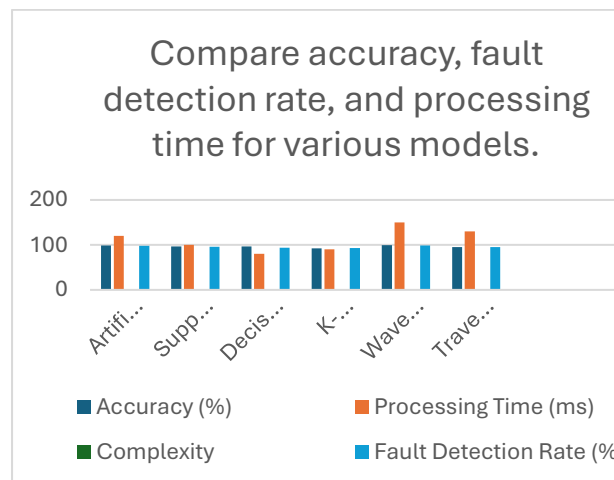 Compare accuracy, fault
detection rate, and processing
time for various models.
200
100
0
Artifi...
Supp...
Decis...
K-...
Wave...
Trave...
Accuracy (%)
Processing Time (ms)
Complexity
Fault Detection Rate (%